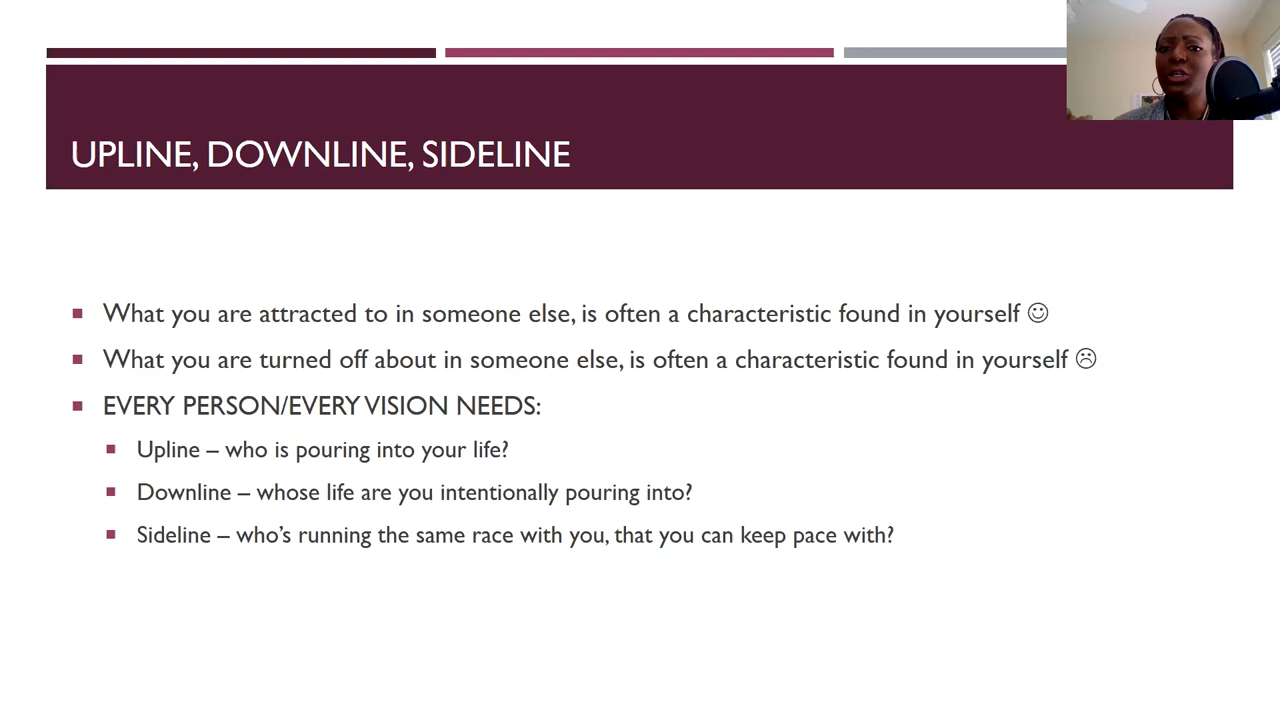 UPLINE, DOWNLINE, SIDELINE
What you are attracted to in someone else, is often a characteristic found in yourself ☺
What you are turned off about in someone else, is often a characteristic found in yourself ☹
EVERY PERSON/EVERY VISION NEEDS:
Upline – who is pouring into your life?
Downline – whose life are you intentionally pouring into?
Sideline – who’s running the same race with you, that you can keep pace with?